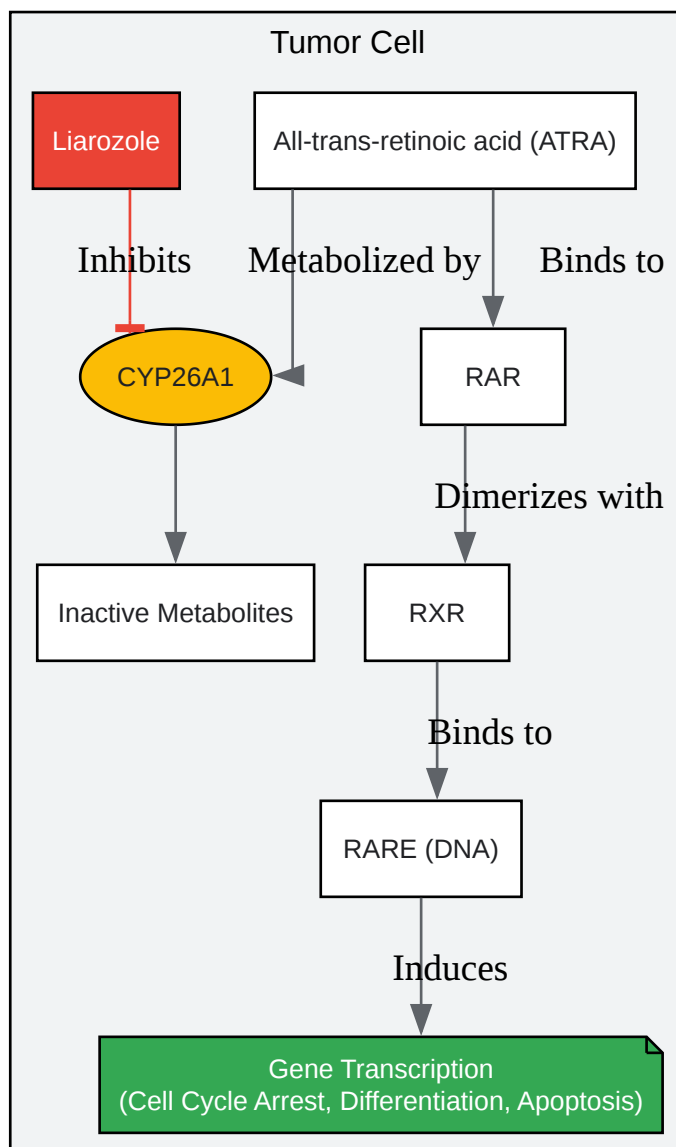 Tumor Cell
Liarozole
All-trans-retinoic acid (ATRA)
Inhibits
Metabolized by
Binds to
CYP26A1
RAR
Dimerizes with
Inactive Metabolites
RXR
Binds to
RARE (DNA)
Induces
Gene Transcription
(Cell Cycle Arrest, Differentiation, Apoptosis)